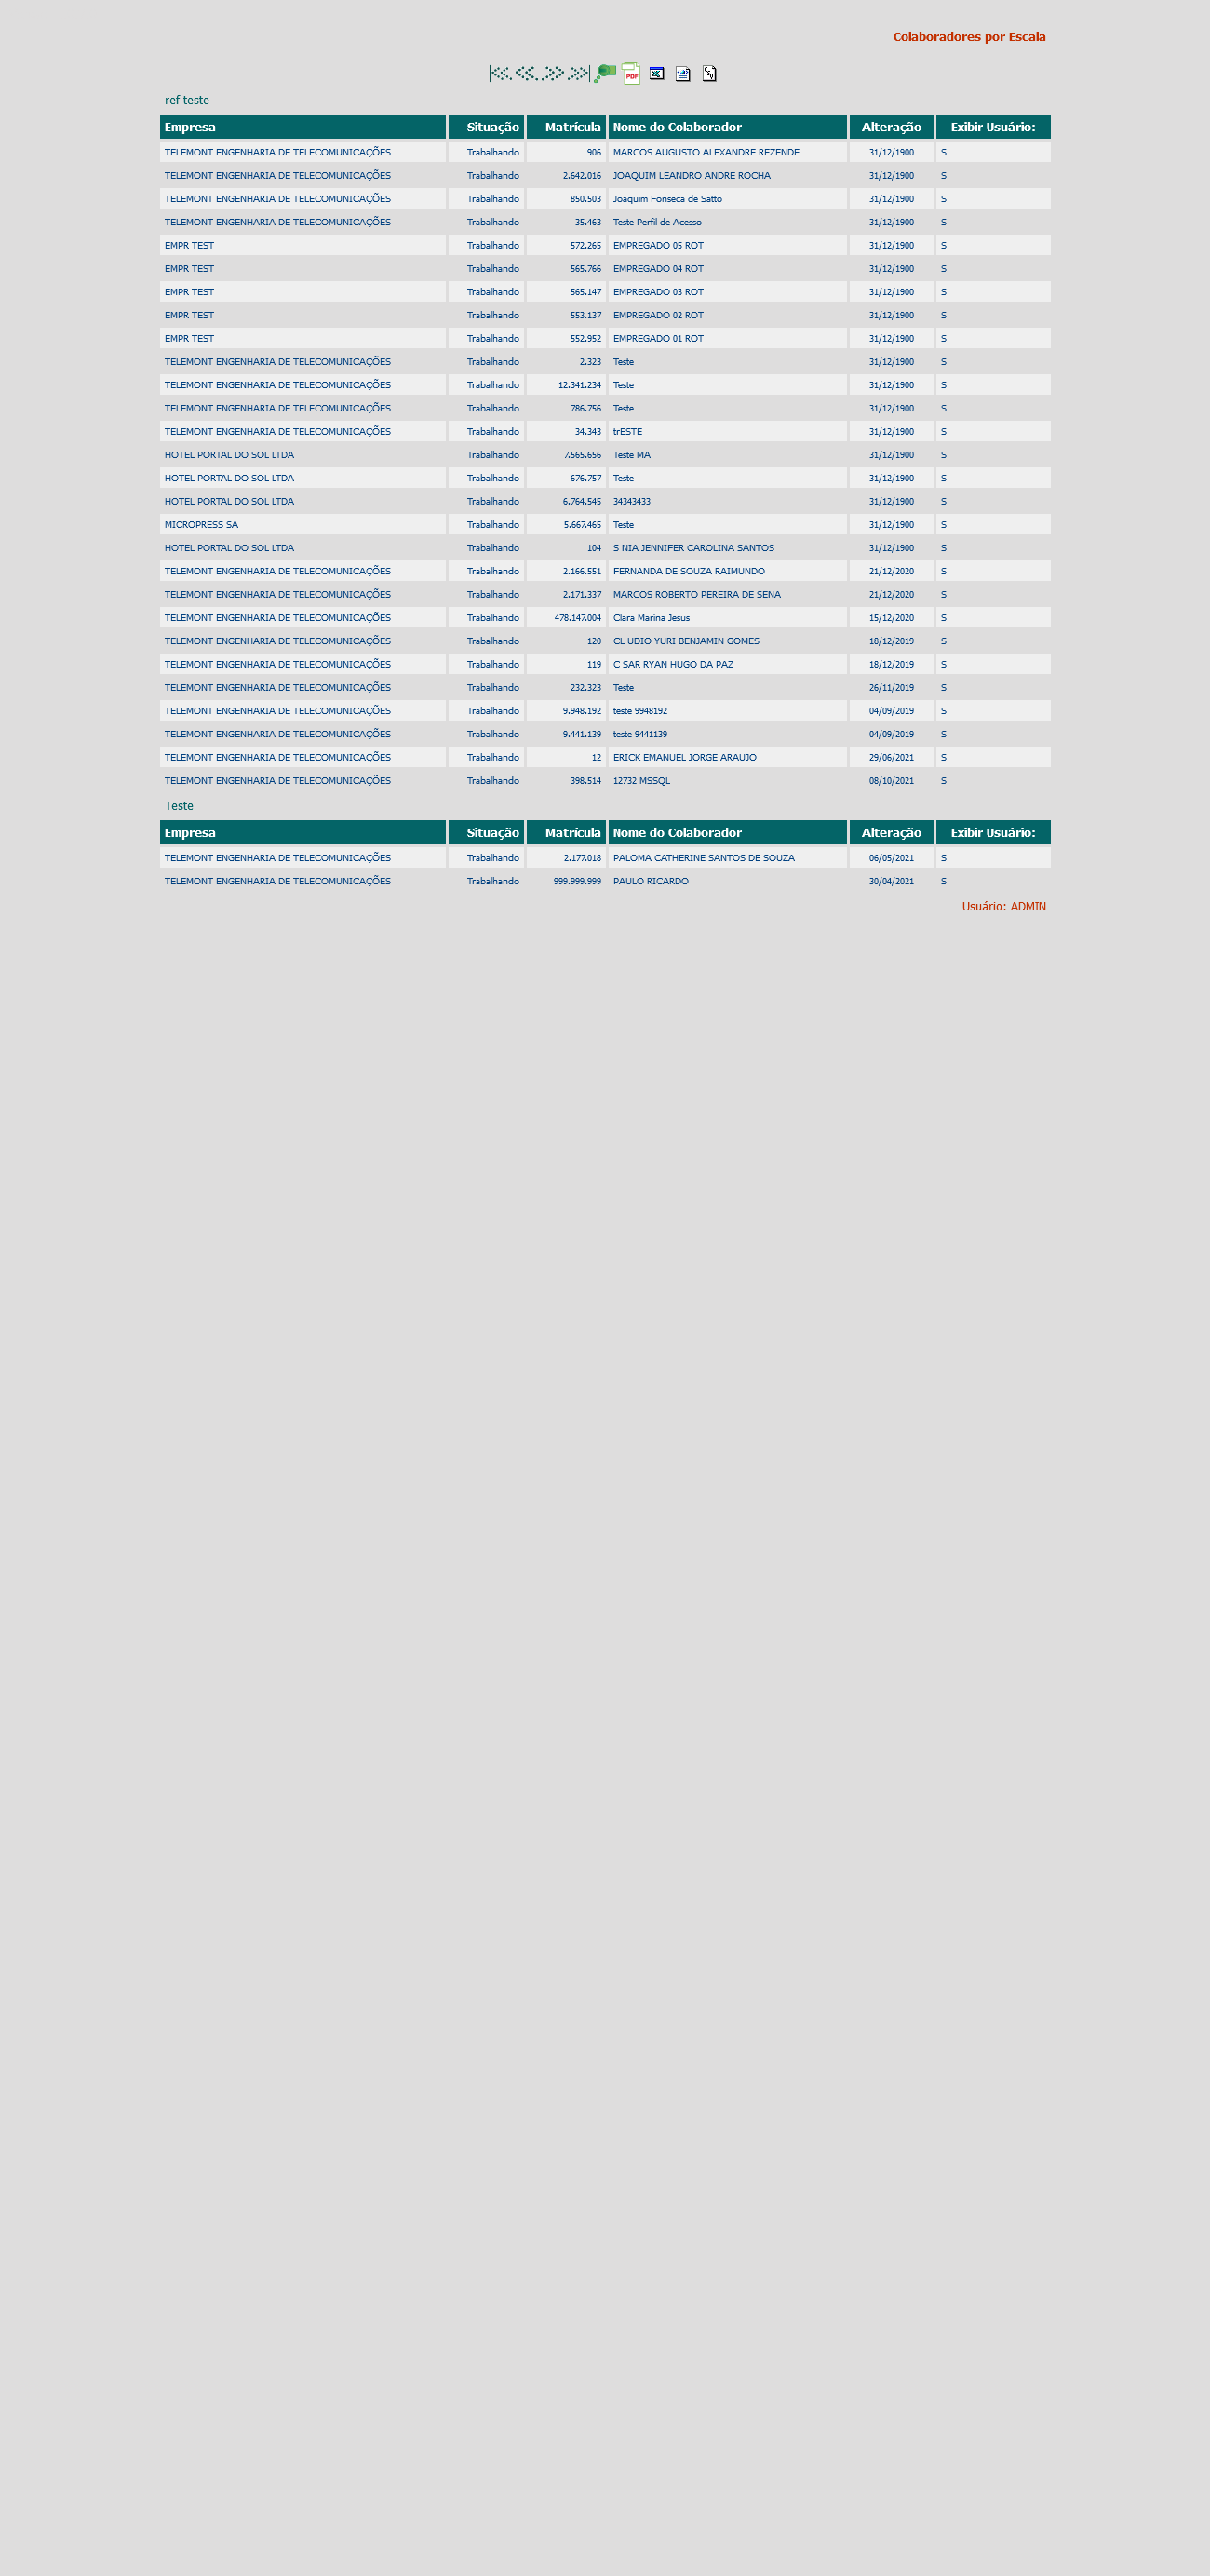 Colaboradores por Escala
ref teste
Empresa Situação Matrícula Nome do Colaborador Alteração Exibir Usuário:
TELEMONT ENGENHARIA DE TELECOMUNICAÇÕES Trabalhando 906 MARCOS AUGUSTO ALEXANDRE REZENDE 31/12/1900 S
TELEMONT ENGENHARIA DE TELECOMUNICAÇÕES Trabalhando 2.642.016 JOAQUIM LEANDRO ANDRE ROCHA 31/12/1900 S
TELEMONT ENGENHARIA DE TELECOMUNICAÇÕES Trabalhando 850.503 Joaquim Fonseca de Satto 31/12/1900 S
TELEMONT ENGENHARIA DE TELECOMUNICAÇÕES Trabalhando 35.463 Teste Perfil de Acesso 31/12/1900 S
EMPR TEST Trabalhando 572.265 EMPREGADO 05 ROT 31/12/1900 S
EMPR TEST Trabalhando 565.766 EMPREGADO 04 ROT 31/12/1900 S
EMPR TEST Trabalhando 565.147 EMPREGADO 03 ROT 31/12/1900 S
EMPR TEST Trabalhando 553.137 EMPREGADO 02 ROT 31/12/1900 S
EMPR TEST Trabalhando 552.952 EMPREGADO 01 ROT 31/12/1900 S
TELEMONT ENGENHARIA DE TELECOMUNICAÇÕES Trabalhando 2.323 Teste 31/12/1900 S
TELEMONT ENGENHARIA DE TELECOMUNICAÇÕES Trabalhando 12.341.234 Teste 31/12/1900 S
TELEMONT ENGENHARIA DE TELECOMUNICAÇÕES Trabalhando 786.756 Teste 31/12/1900 S
TELEMONT ENGENHARIA DE TELECOMUNICAÇÕES Trabalhando 34.343 trESTE 31/12/1900 S
HOTEL PORTAL DO SOL LTDA Trabalhando 7.565.656 Teste MA 31/12/1900 S
HOTEL PORTAL DO SOL LTDA Trabalhando 676.757 Teste 31/12/1900 S
HOTEL PORTAL DO SOL LTDA Trabalhando 6.764.545 34343433 31/12/1900 S
MICROPRESS SA Trabalhando 5.667.465 Teste 31/12/1900 S
HOTEL PORTAL DO SOL LTDA Trabalhando 104 S NIA JENNIFER CAROLINA SANTOS 31/12/1900 S
TELEMONT ENGENHARIA DE TELECOMUNICAÇÕES Trabalhando 2.166.551 FERNANDA DE SOUZA RAIMUNDO 21/12/2020 S
TELEMONT ENGENHARIA DE TELECOMUNICAÇÕES Trabalhando 2.171.337 MARCOS ROBERTO PEREIRA DE SENA 21/12/2020 S
TELEMONT ENGENHARIA DE TELECOMUNICAÇÕES Trabalhando 478.147.004 Clara Marina Jesus 15/12/2020 S
TELEMONT ENGENHARIA DE TELECOMUNICAÇÕES Trabalhando 120 CL UDIO YURI BENJAMIN GOMES 18/12/2019 S
TELEMONT ENGENHARIA DE TELECOMUNICAÇÕES Trabalhando 119 C SAR RYAN HUGO DA PAZ 18/12/2019 S
TELEMONT ENGENHARIA DE TELECOMUNICAÇÕES Trabalhando 232.323 Teste 26/11/2019 S
TELEMONT ENGENHARIA DE TELECOMUNICAÇÕES Trabalhando 9.948.192 teste 9948192 04/09/2019 S
TELEMONT ENGENHARIA DE TELECOMUNICAÇÕES Trabalhando 9.441.139 teste 9441139 04/09/2019 S
TELEMONT ENGENHARIA DE TELECOMUNICAÇÕES Trabalhando 12 ERICK EMANUEL JORGE ARAUJO 29/06/2021 S
TELEMONT ENGENHARIA DE TELECOMUNICAÇÕES Trabalhando 398.514 12732 MSSQL 08/10/2021 S
Teste
Empresa Situação Matrícula Nome do Colaborador Alteração Exibir Usuário:
TELEMONT ENGENHARIA DE TELECOMUNICAÇÕES Trabalhando 2.177.018 PALOMA CATHERINE SANTOS DE SOUZA 06/05/2021 S
TELEMONT ENGENHARIA DE TELECOMUNICAÇÕES Trabalhando 999.999.999 PAULO RICARDO 30/04/2021 S
Usuário: ADMIN